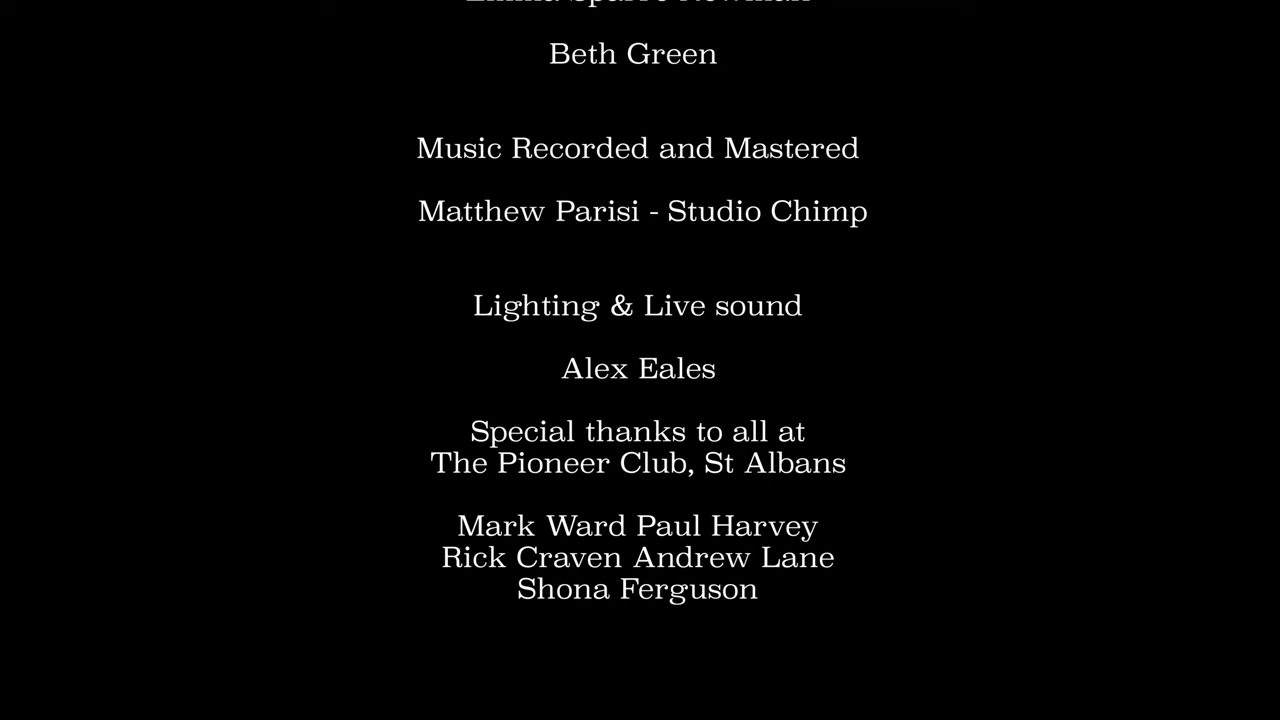 Beth Green
Music Recorded and Mastered
Matthew Parisi - Studio Chimp
Lighting & Live sound
Alex Eales
Special thanks to all at
The Pioneer Club, St Albans
Mark Ward Paul Harvey
Rick Craven Andrew Lane
Shona Ferguson